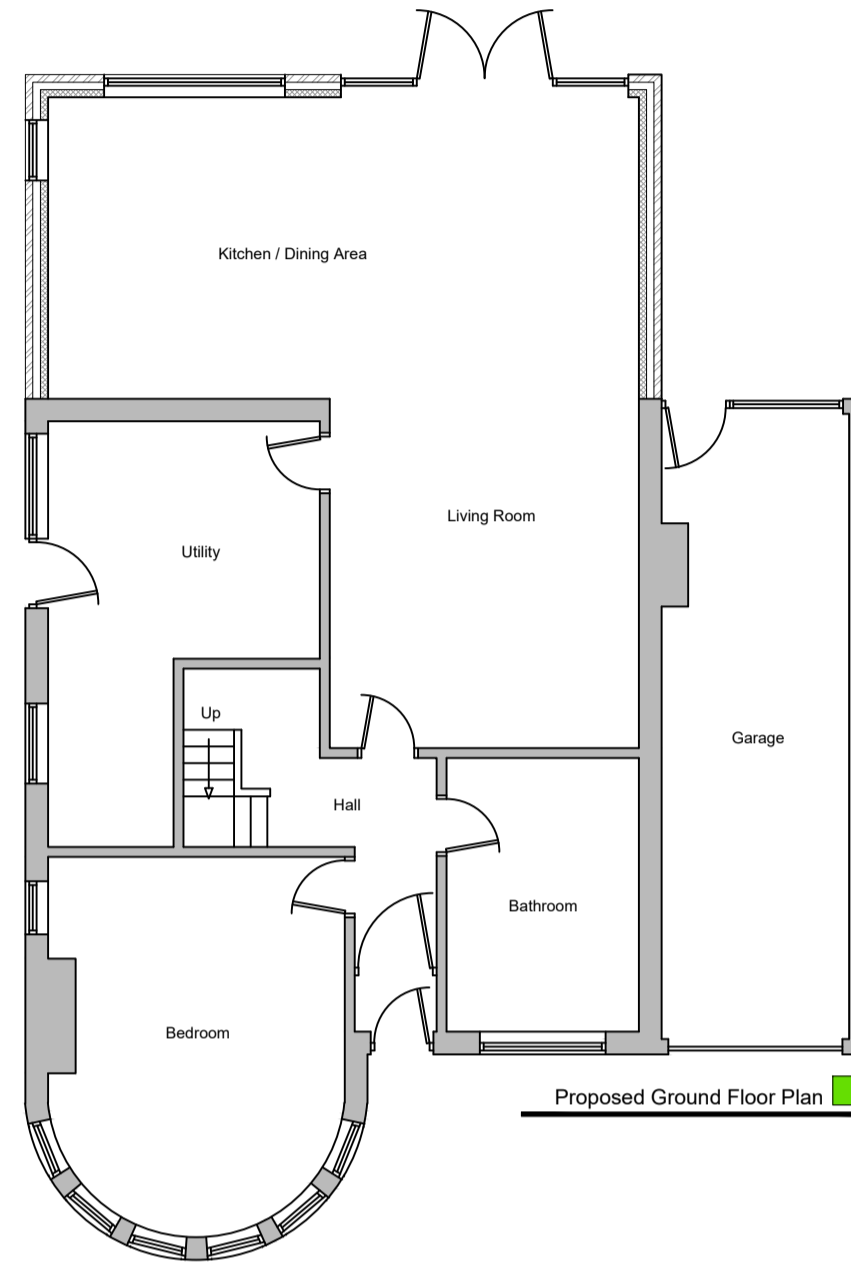 Kitchen / Dining Area
Living Room
Utility
Up
Garage
Hall
Bathroom
Bedroom
Proposed Ground Floor Plan